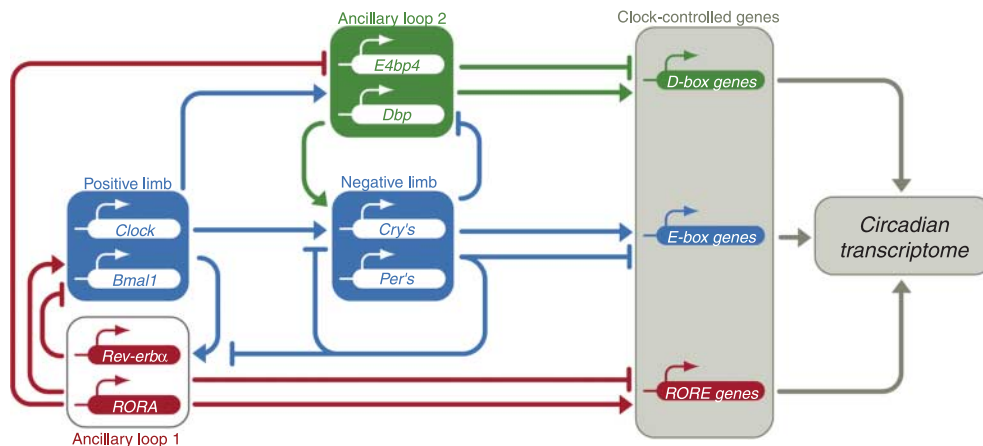 Ancillary loop 2
Clock-controlled genes
E4bp4
D-box genes
Dbp
Positive limb
Negative limb
Clock
Cry's
E-box genes
Circadian
transcriptome
Bmal1
Per's
Rev-erbα
RORA
RORE genes
Ancillary loop 1